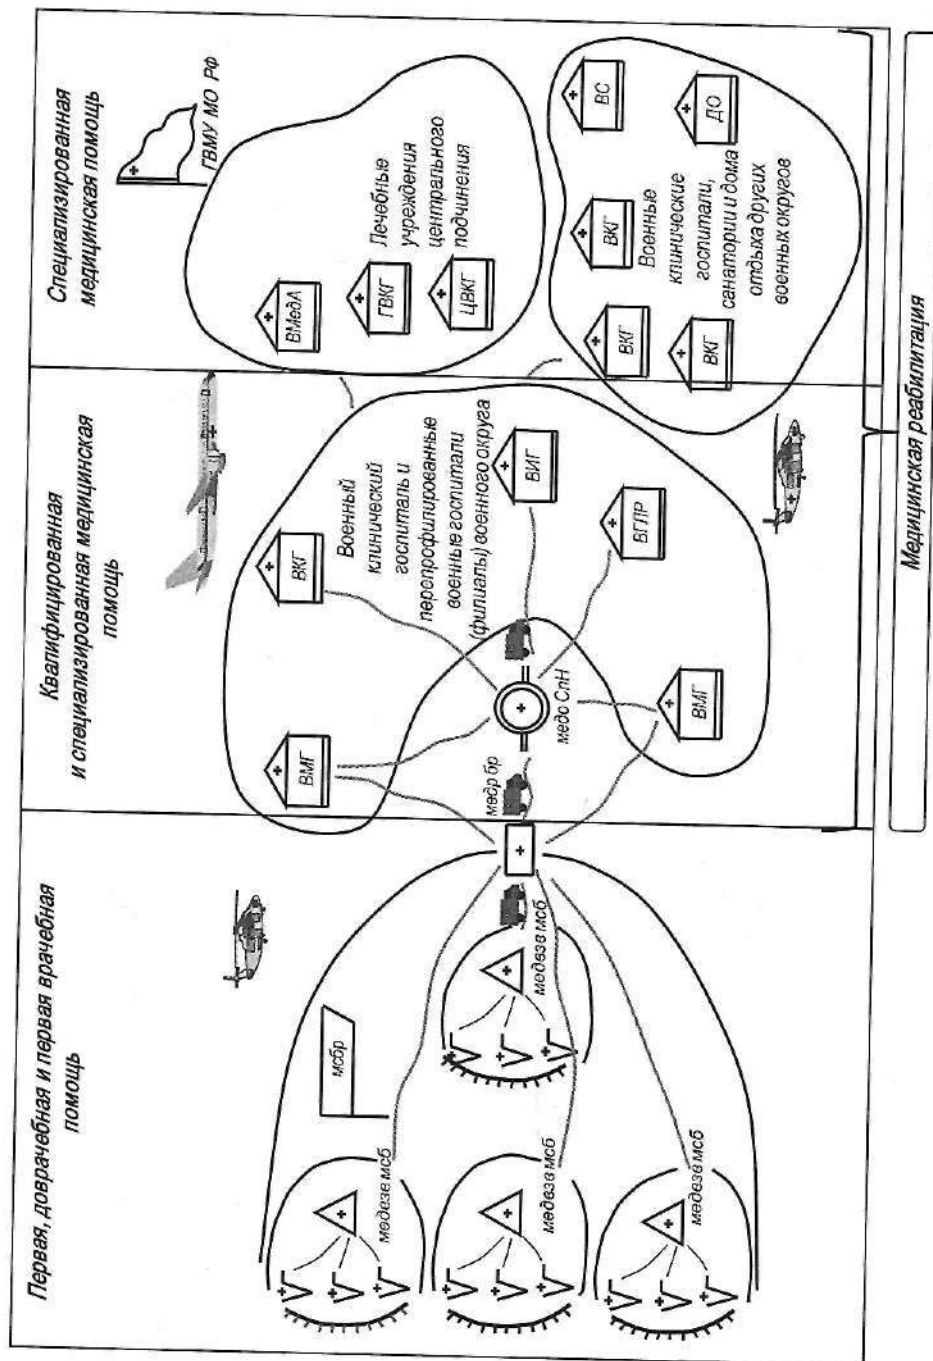 Первая, доврачебная и первая врачебная
помощь
мсбр
медвзв мсб
медвзв мсб
медвзв мсб
медвзв мсб
Квалифицированная
и специализированная медицинская
помощь
медр бр
медо СпН
ВМГ
ВКГ
Военный
клинический
госпиталь и
перепрофилированные
военные госпитали
(филиалы) военного округа
ВИГ
ВГЛР
ВМГ
Специализированная
медицинская помощь
ГВМУ МО РФ
ВМедА
ГВКГ
ЦВКГ
Лечебные
учреждения
центрального
подчинения
ВКГ
ВКГ
ВКГ
ВС
ДО
Военные
клинические
госпитали,
санатории и дома
отдыха других
военных округов
Медицинская реабилитация